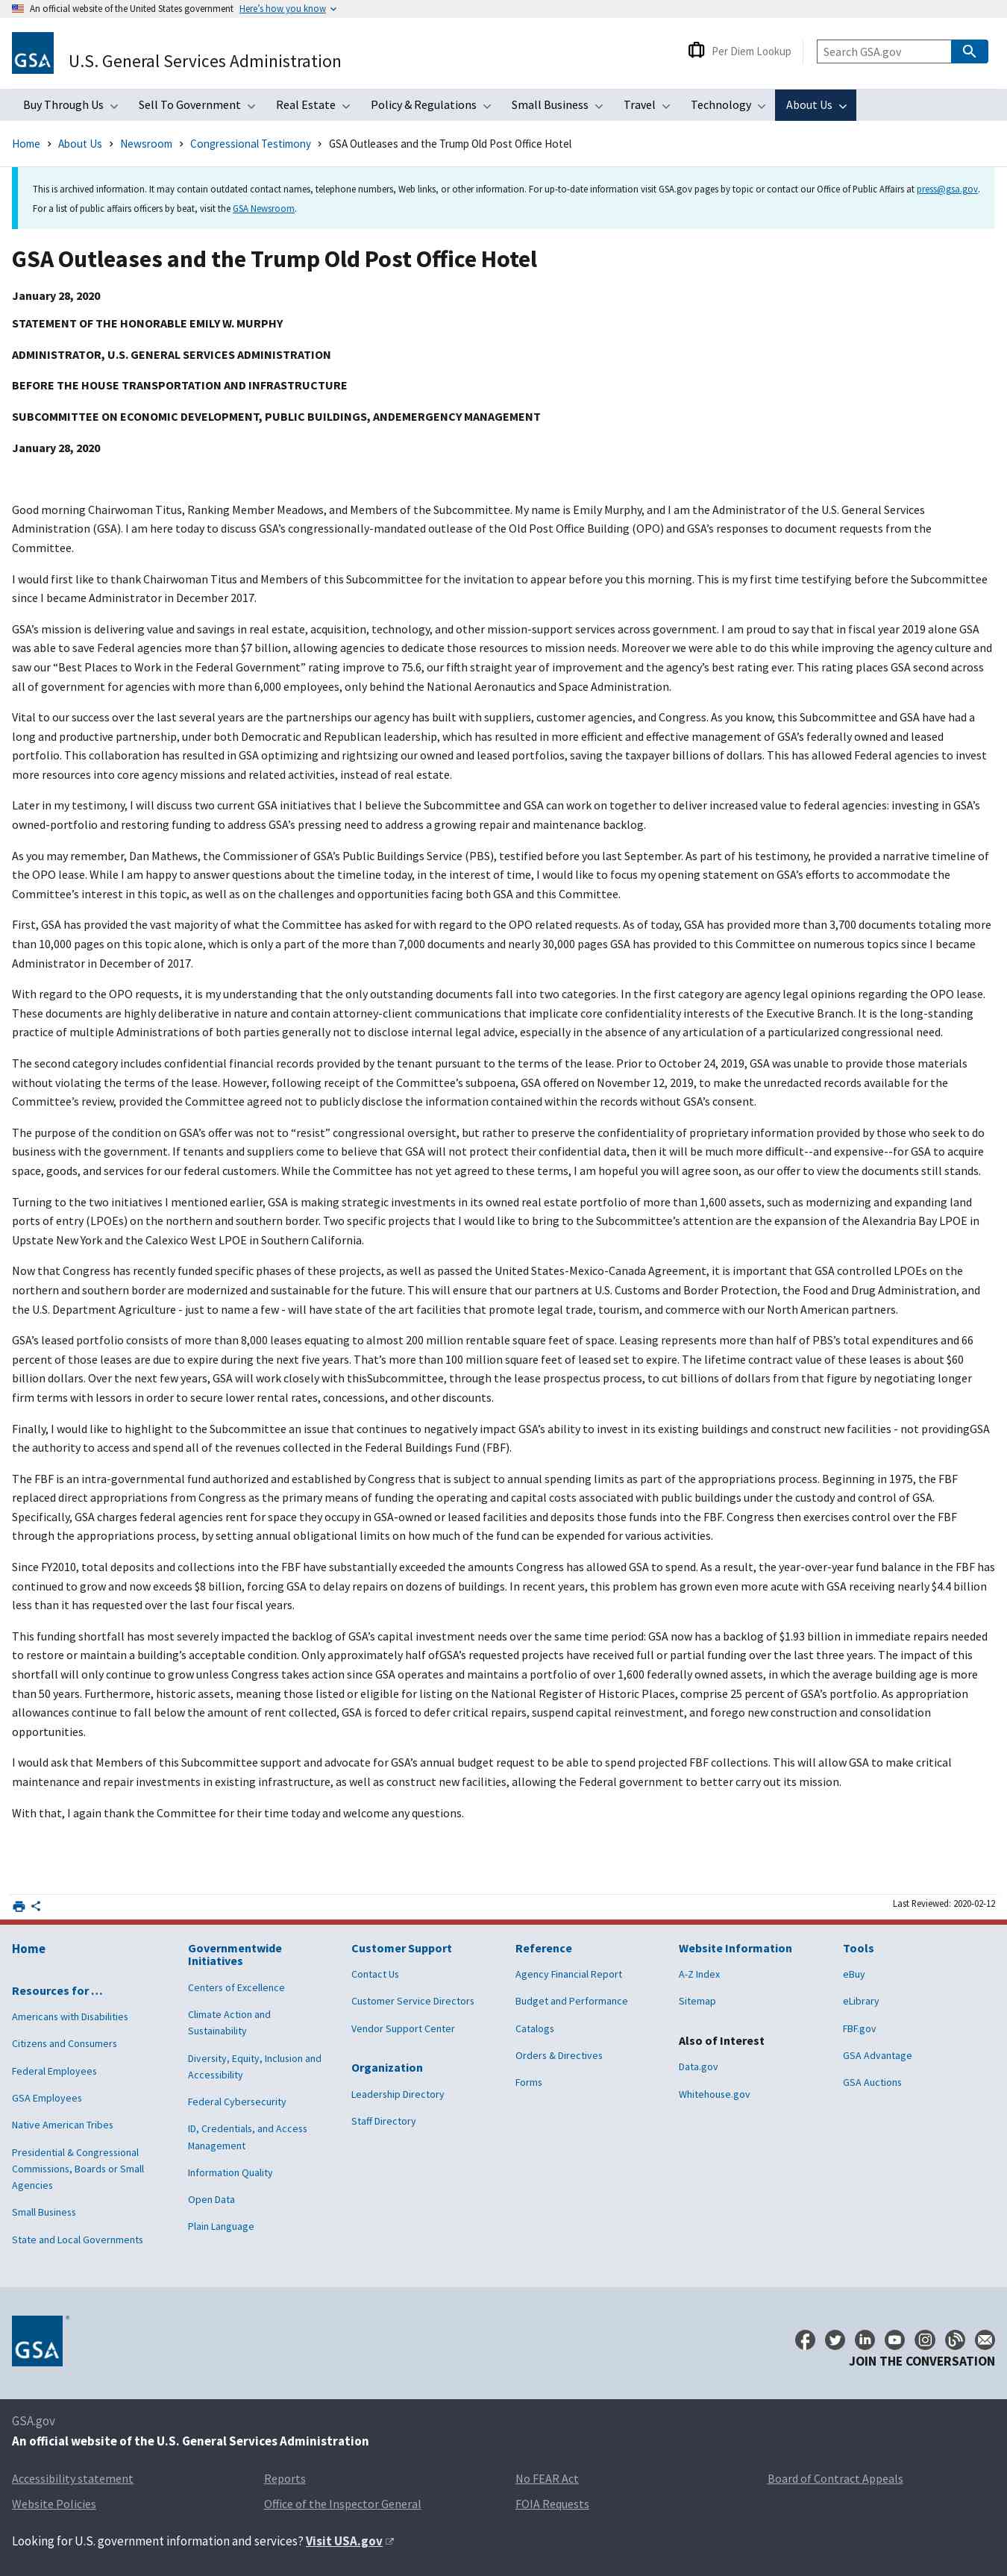 An official website of the United States government Here's how you know
GSA
U.S. General Services Administration
Per Diem Lookup
Search GSA.gov
Buy Through Us Sell To Government Real Estate Policy & Regulations Small Business Travel Technology About Us
Home > About Us > Newsroom > Congressional Testimony > GSA Outleases and the Trump Old Post Office Hotel
This is archived information. It may contain outdated contact names, telephone numbers, Web links, or other information. For up-to-date information visit GSA.gov pages by topic or contact our Office of Public Affairs at press@gsa.gov.
For a list of public affairs officers by beat, visit the GSA Newsroom.
GSA Outleases and the Trump Old Post Office Hotel
January 28, 2020
STATEMENT OF THE HONORABLE EMILY W. MURPHY
ADMINISTRATOR, U.S. GENERAL SERVICES ADMINISTRATION
BEFORE THE HOUSE TRANSPORTATION AND INFRASTRUCTURE
SUBCOMMITTEE ON ECONOMIC DEVELOPMENT, PUBLIC BUILDINGS, ANDEMERGENCY MANAGEMENT
January 28, 2020
Good morning Chairwoman Titus, Ranking Member Meadows, and Members of the Subcommittee. My name is Emily Murphy, and I am the Administrator of the U.S. General Services
Administration (GSA). I am here today to discuss GSA’s congressionally-mandated outlease of the Old Post Office Building (OPO) and GSA’s responses to document requests from the
Committee.
I would first like to thank Chairwoman Titus and Members of this Subcommittee for the invitation to appear before you this morning. This is my first time testifying before the Subcommittee
since I became Administrator in December 2017.
GSA’s mission is delivering value and savings in real estate, acquisition, technology, and other mission-support services across government. I am proud to say that in fiscal year 2019 alone GSA
was able to save Federal agencies more than $7 billion, allowing agencies to dedicate those resources to mission needs. Moreover we were able to do this while improving the agency culture and
saw our “Best Places to Work in the Federal Government” rating improve to 75.6, our fifth straight year of improvement and the agency’s best rating ever. This rating places GSA second across
all of government for agencies with more than 6,000 employees, only behind the National Aeronautics and Space Administration.
Vital to our success over the last several years are the partnerships our agency has built with suppliers, customer agencies, and Congress. As you know, this Subcommittee and GSA have had a
long and productive partnership, under both Democratic and Republican leadership, which has resulted in more efficient and effective management of GSA’s federally owned and leased
portfolio. This collaboration has resulted in GSA optimizing and rightsizing our owned and leased portfolios, saving the taxpayer billions of dollars. This has allowed Federal agencies to invest
more resources into core agency missions and related activities, instead of real estate.
Later in my testimony, I will discuss two current GSA initiatives that I believe the Subcommittee and GSA can work on together to deliver increased value to federal agencies: investing in GSA’s
owned-portfolio and restoring funding to address GSA’s pressing need to address a growing repair and maintenance backlog.
As you may remember, Dan Mathews, the Commissioner of GSA’s Public Buildings Service (PBS), testified before you last September. As part of his testimony, he provided a narrative timeline of
the OPO lease. While I am happy to answer questions about the timeline today, in the interest of time, I would like to focus my opening statement on GSA’s efforts to accommodate the
Committee’s interest in this topic, as well as on the challenges and opportunities facing both GSA and this Committee.
First, GSA has provided the vast majority of what the Committee has asked for with regard to the OPO related requests. As of today, GSA has provided more than 3,700 documents totaling more
than 10,000 pages on this topic alone, which is only a part of the more than 7,000 documents and nearly 30,000 pages GSA has provided to this Committee on numerous topics since I became
Administrator in December of 2017.
With regard to the OPO requests, it is my understanding that the only outstanding documents fall into two categories. In the first category are agency legal opinions regarding the OPO lease.
These documents are highly deliberative in nature and contain attorney-client communications that implicate core confidentiality interests of the Executive Branch. It is the long-standing
practice of multiple Administrations of both parties generally not to disclose internal legal advice, especially in the absence of any articulation of a particularized congressional need.
The second category includes confidential financial records provided by the tenant pursuant to the terms of the lease. Prior to October 24, 2019, GSA was unable to provide those materials
without violating the terms of the lease. However, following receipt of the Committee’s subpoena, GSA offered on November 12, 2019, to make the unredacted records available for the
Committee’s review, provided the Committee agreed not to publicly disclose the information contained within the records without GSA’s consent.
The purpose of the condition on GSA’s offer was not to “resist” congressional oversight, but rather to preserve the confidentiality of proprietary information provided by those who seek to do
business with the government. If tenants and suppliers come to believe that GSA will not protect their confidential data, then it will be much more difficult--and expensive--for GSA to acquire
space, goods, and services for our federal customers. While the Committee has not yet agreed to these terms, I am hopeful you will agree soon, as our offer to view the documents still stands.
Turning to the two initiatives I mentioned earlier, GSA is making strategic investments in its owned real estate portfolio of more than 1,600 assets, such as modernizing and expanding land
ports of entry (LPOEs) on the northern and southern border. Two specific projects that I would like to bring to the Subcommittee’s attention are the expansion of the Alexandria Bay LPOE in
Upstate New York and the Calexico West LPOE in Southern California.
Now that Congress has recently funded specific phases of these projects, as well as passed the United States-Mexico-Canada Agreement, it is important that GSA controlled LPOEs on the
northern and southern border are modernized and sustainable for the future. This will ensure that our partners at U.S. Customs and Border Protection, the Food and Drug Administration, and
the U.S. Department Agriculture - just to name a few - will have state of the art facilities that promote legal trade, tourism, and commerce with our North American partners.
GSA’s leased portfolio consists of more than 8,000 leases equating to almost 200 million rentable square feet of space. Leasing represents more than half of PBS’s total expenditures and 66
percent of those leases are due to expire during the next five years. That’s more than 100 million square feet of leased set to expire. The lifetime contract value of these leases is about $60
billion dollars. Over the next few years, GSA will work closely with thisSubcommittee, through the lease prospectus process, to cut billions of dollars from that figure by negotiating longer
firm terms with lessors in order to secure lower rental rates, concessions, and other discounts.
Finally, I would like to highlight to the Subcommittee an issue that continues to negatively impact GSA’s ability to invest in its existing buildings and construct new facilities - not providingGSA
the authority to access and spend all of the revenues collected in the Federal Buildings Fund (FBF).
The FBF is an intra-governmental fund authorized and established by Congress that is subject to annual spending limits as part of the appropriations process. Beginning in 1975, the FBF
replaced direct appropriations from Congress as the primary means of funding the operating and capital costs associated with public buildings under the custody and control of GSA.
Specifically, GSA charges federal agencies rent for space they occupy in GSA-owned or leased facilities and deposits those funds into the FBF. Congress then exercises control over the FBF
through the appropriations process, by setting annual obligational limits on how much of the fund can be expended for various activities.
Since FY2010, total deposits and collections into the FBF have substantially exceeded the amounts Congress has allowed GSA to spend. As a result, the year-over-year fund balance in the FBF has
continued to grow and now exceeds $8 billion, forcing GSA to delay repairs on dozens of buildings. In recent years, this problem has grown even more acute with GSA receiving nearly $4.4 billion
less than it has requested over the last four fiscal years.
This funding shortfall has most severely impacted the backlog of GSA’s capital investment needs over the same time period: GSA now has a backlog of $1.93 billion in immediate repairs needed
to restore or maintain a building’s acceptable condition. Only approximately half ofGSA’s requested projects have received full or partial funding over the last three years. The impact of this
shortfall will only continue to grow unless Congress takes action since GSA operates and maintains a portfolio of over 1,600 federally owned assets, in which the average building age is more
than 50 years. Furthermore, historic assets, meaning those listed or eligible for listing on the National Register of Historic Places, comprise 25 percent of GSA’s portfolio. As appropriation
allowances continue to fall below the amount of rent collected, GSA is forced to defer critical repairs, suspend capital reinvestment, and forego new construction and consolidation
opportunities.
I would ask that Members of this Subcommittee support and advocate for GSA’s annual budget request to be able to spend projected FBF collections. This will allow GSA to make critical
maintenance and repair investments in existing infrastructure, as well as construct new facilities, allowing the Federal government to better carry out its mission.
With that, I again thank the Committee for their time today and welcome any questions.
Last Reviewed: 2020-02-12
Home
Resources for …
Americans with Disabilities
Citizens and Consumers
Federal Employees
GSA Employees
Native American Tribes
Presidential & Congressional
Commissions, Boards or Small
Agencies
Small Business
State and Local Governments
Governmentwide
Initiatives
Centers of Excellence
Climate Action and
Sustainability
Diversity, Equity, Inclusion and
Accessibility
Federal Cybersecurity
ID, Credentials, and Access
Management
Information Quality
Open Data
Plain Language
Customer Support
Contact Us
Customer Service Directors
Vendor Support Center
Organization
Leadership Directory
Staff Directory
Reference
Agency Financial Report
Budget and Performance
Catalogs
Orders & Directives
Forms
Website Information
A-Z Index
Sitemap
Also of Interest
Data.gov
Whitehouse.gov
Tools
eBuy
eLibrary
FBF.gov
GSA Advantage
GSA Auctions
GSA
JOIN THE CONVERSATION
GSA.gov
An official website of the U.S. General Services Administration
Accessibility statement Reports No FEAR Act Board of Contract Appeals
Website Policies Office of the Inspector General FOIA Requests
Looking for U.S. government information and services? Visit USA.gov